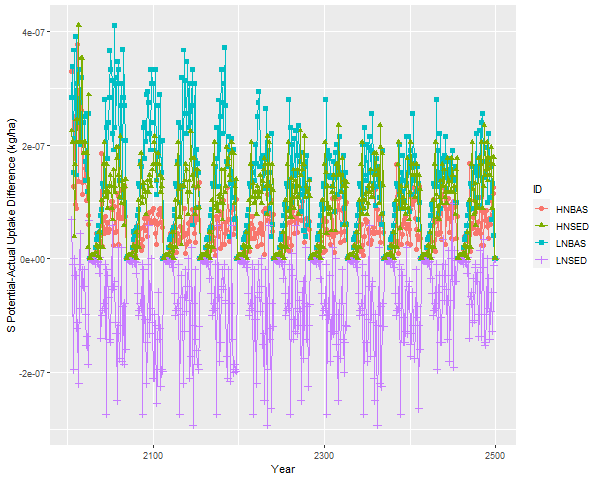 S Potential-Actual Uptake Difference (kg/ha)
4e-07
2e-07
0e+00
-2e-07
2100
2300
2500
Year
ID
HNBAS
HNSED
LNBAS
LNSED